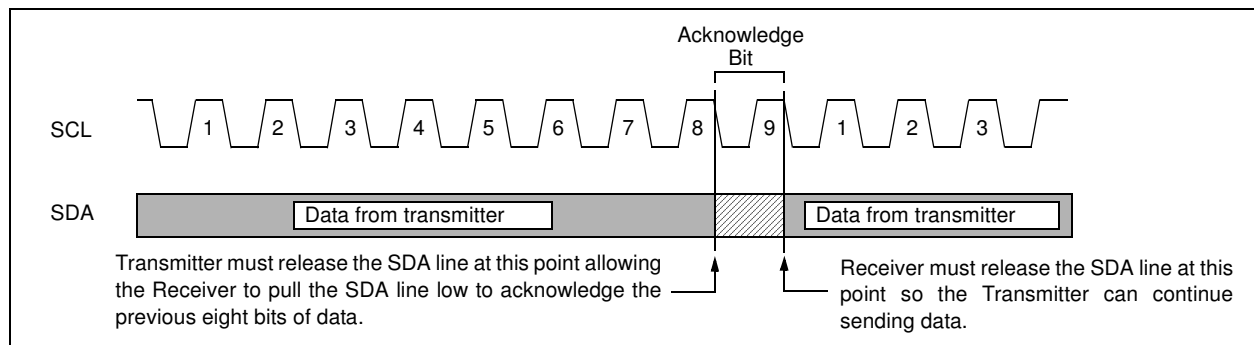 Acknowledge
Bit
SCL
1 2 3 4 5 6 7 8 9 1 2 3
SDA
Data from transmitter
Data from transmitter
Transmitter must release the SDA line at this point allowing
the Receiver to pull the SDA line low to acknowledge the
previous eight bits of data.
Receiver must release the SDA line at this
point so the Transmitter can continue
sending data.